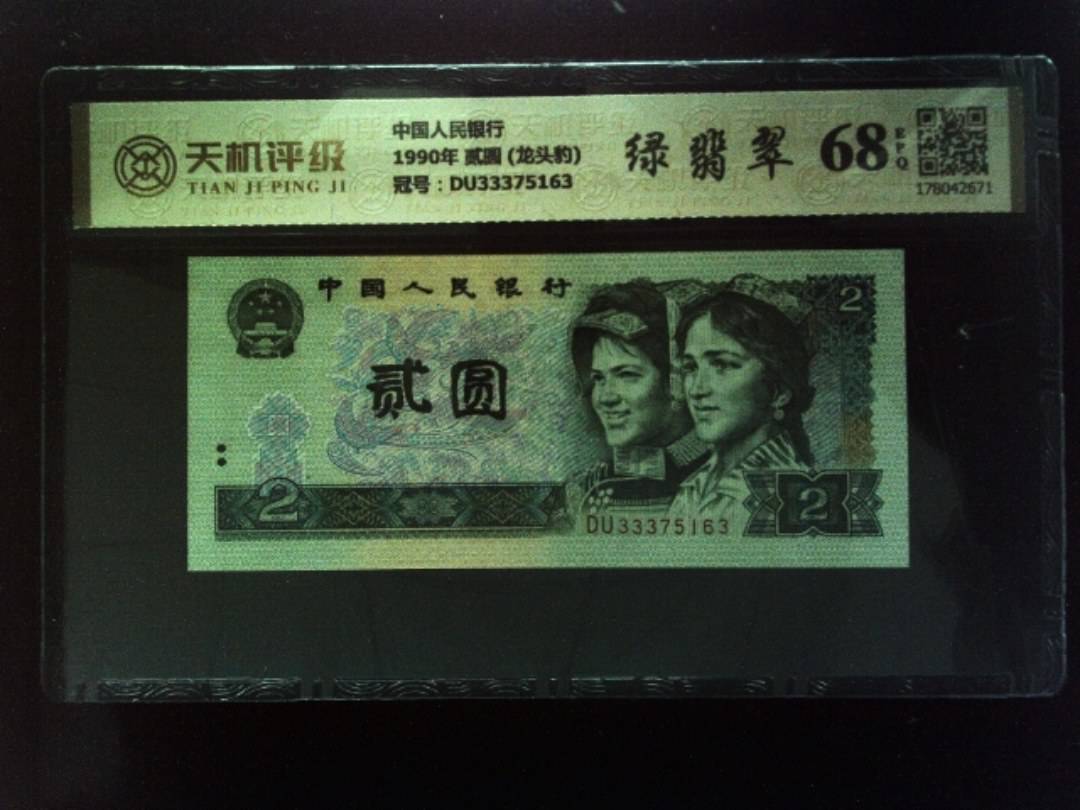 天机评级
TIAN JI PING JI
中国人民银行
1990年 贰圆 (龙头豹)
冠号：DU33375163
绿翡翠
68
EPQ
178042671
中国人民银行
2
贰圆
2
DU33375163
2